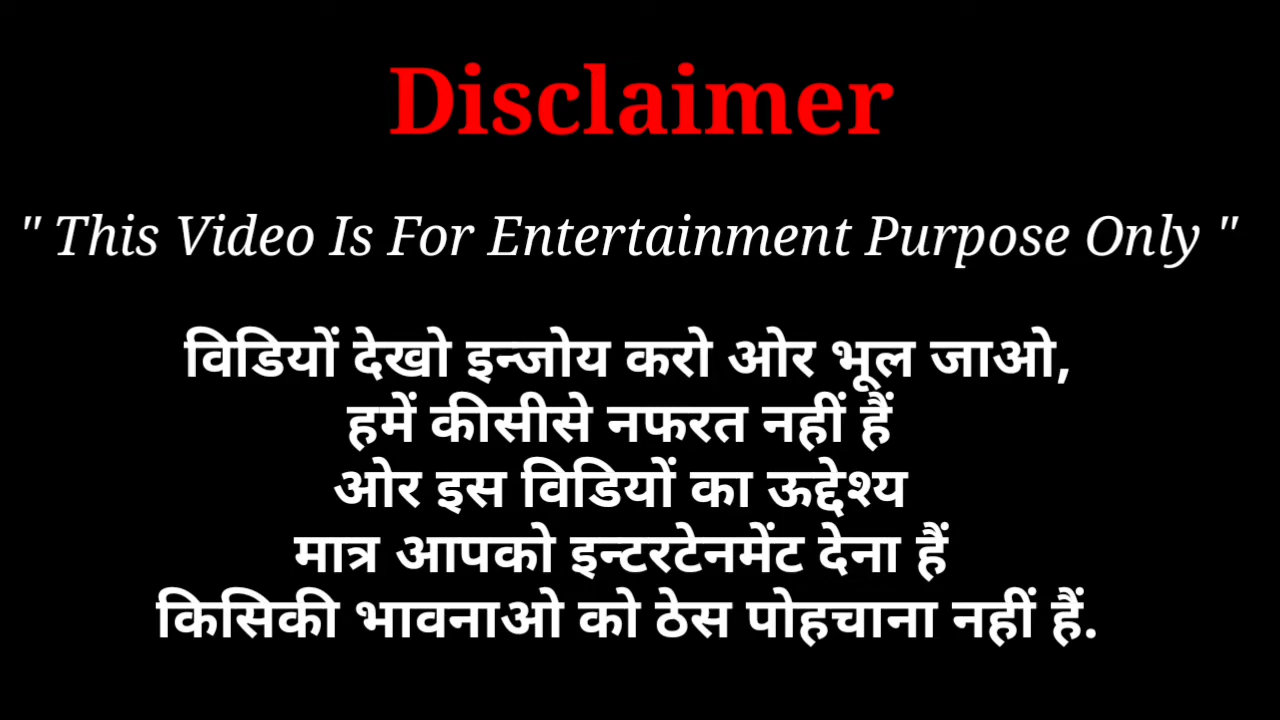 Disclaimer
" This Video Is For Entertainment Purpose Only "
विडियों देखो इन्जोय करो ओर भूल जाओ,
हमें कीसीसे नफरत नहीं हैं
ओर इस विडियों का ऊद्देश्य
मात्र आपको इन्टरटेनमेंट देना हैं
किसिकी भावनाओ को ठेस पोहचाना नहीं हैं.